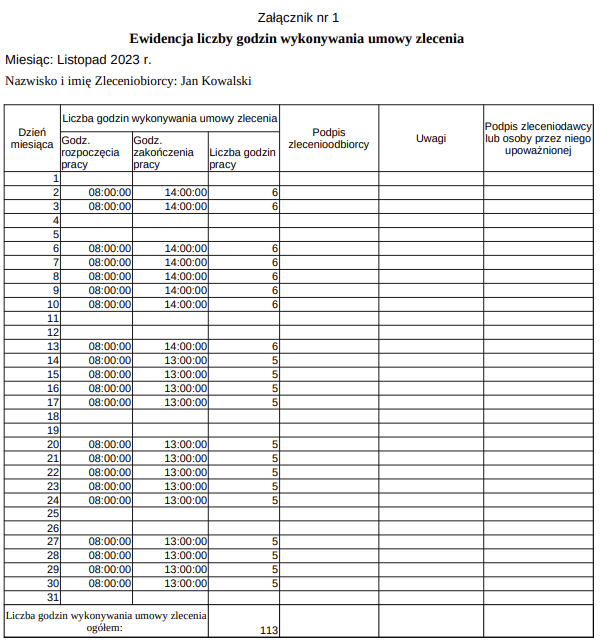 Załącznik nr 1
Ewidencja liczby godzin wykonywania umowy zlecenia
Miesiąc: Listopad 2023 r.
Nazwisko i imię Zleceniobiorcy: Jan Kowalski
Dzień miesiąca
Liczba godzin wykonywania umowy zlecenia
Godz. rozpoczęcia pracy
Godz. zakończenia pracy
Liczba godzin pracy
Podpis zlecenioodbiorcy
Uwagi
Podpis zleceniodawcy lub osoby przez niego upoważnionej
1
2 08:00:00 14:00:00 6
3 08:00:00 14:00:00 6
4
5
6 08:00:00 14:00:00 6
7 08:00:00 14:00:00 6
8 08:00:00 14:00:00 6
9 08:00:00 14:00:00 6
10 08:00:00 14:00:00 6
11
12
13 08:00:00 14:00:00 6
14 08:00:00 13:00:00 5
15 08:00:00 13:00:00 5
16 08:00:00 13:00:00 5
17 08:00:00 13:00:00 5
18
19
20 08:00:00 13:00:00 5
21 08:00:00 13:00:00 5
22 08:00:00 13:00:00 5
23 08:00:00 13:00:00 5
24 08:00:00 13:00:00 5
25
26
27 08:00:00 13:00:00 5
28 08:00:00 13:00:00 5
29 08:00:00 13:00:00 5
30 08:00:00 13:00:00 5
31
Liczba godzin wykonywania umowy zlecenia
ogółem: 113